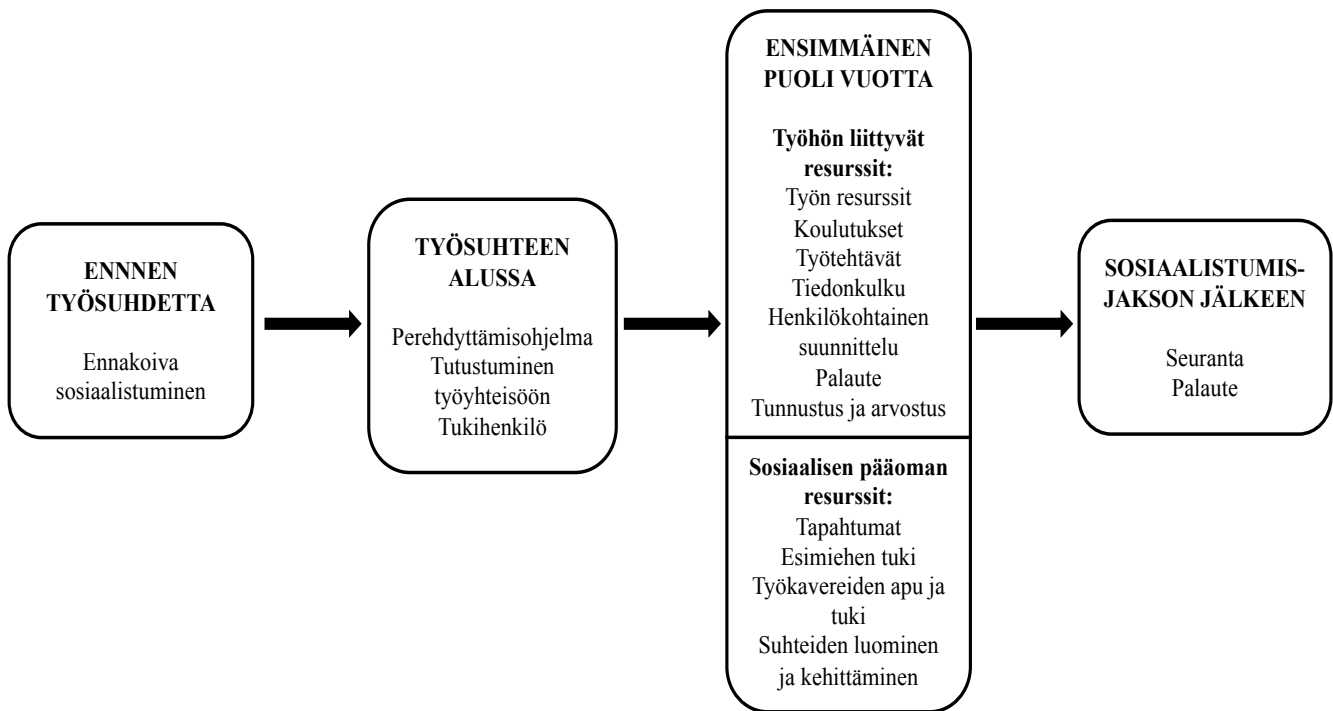 ENNNEN
TYÖSUHDETTA
Ennakoiva
sosiaalistuminen
TYÖSUHTEEN
ALUSSA
Perehdyttämisohjelma
Tutustuminen
työyhteisöön
Tukihenkilö
ENSIMMÄINEN
PUOLI VUOTTA
Työhön liittyvät
resurssit:
Työn resurssit
Koulutukset
Työtehtävät
Tiedonkulku
Henkilökohtainen
suunnittelu
Palaute
Tunnustus ja arvostus
Sosiaalisen pääoman
resurssit:
Tapahtumat
Esimiehen tuki
Työkavereiden apu ja
tuki
Suhteiden luominen
ja kehittäminen
SOSIAALISTUMIS-
JAKSON JÄLKEEN
Seuranta
Palaute